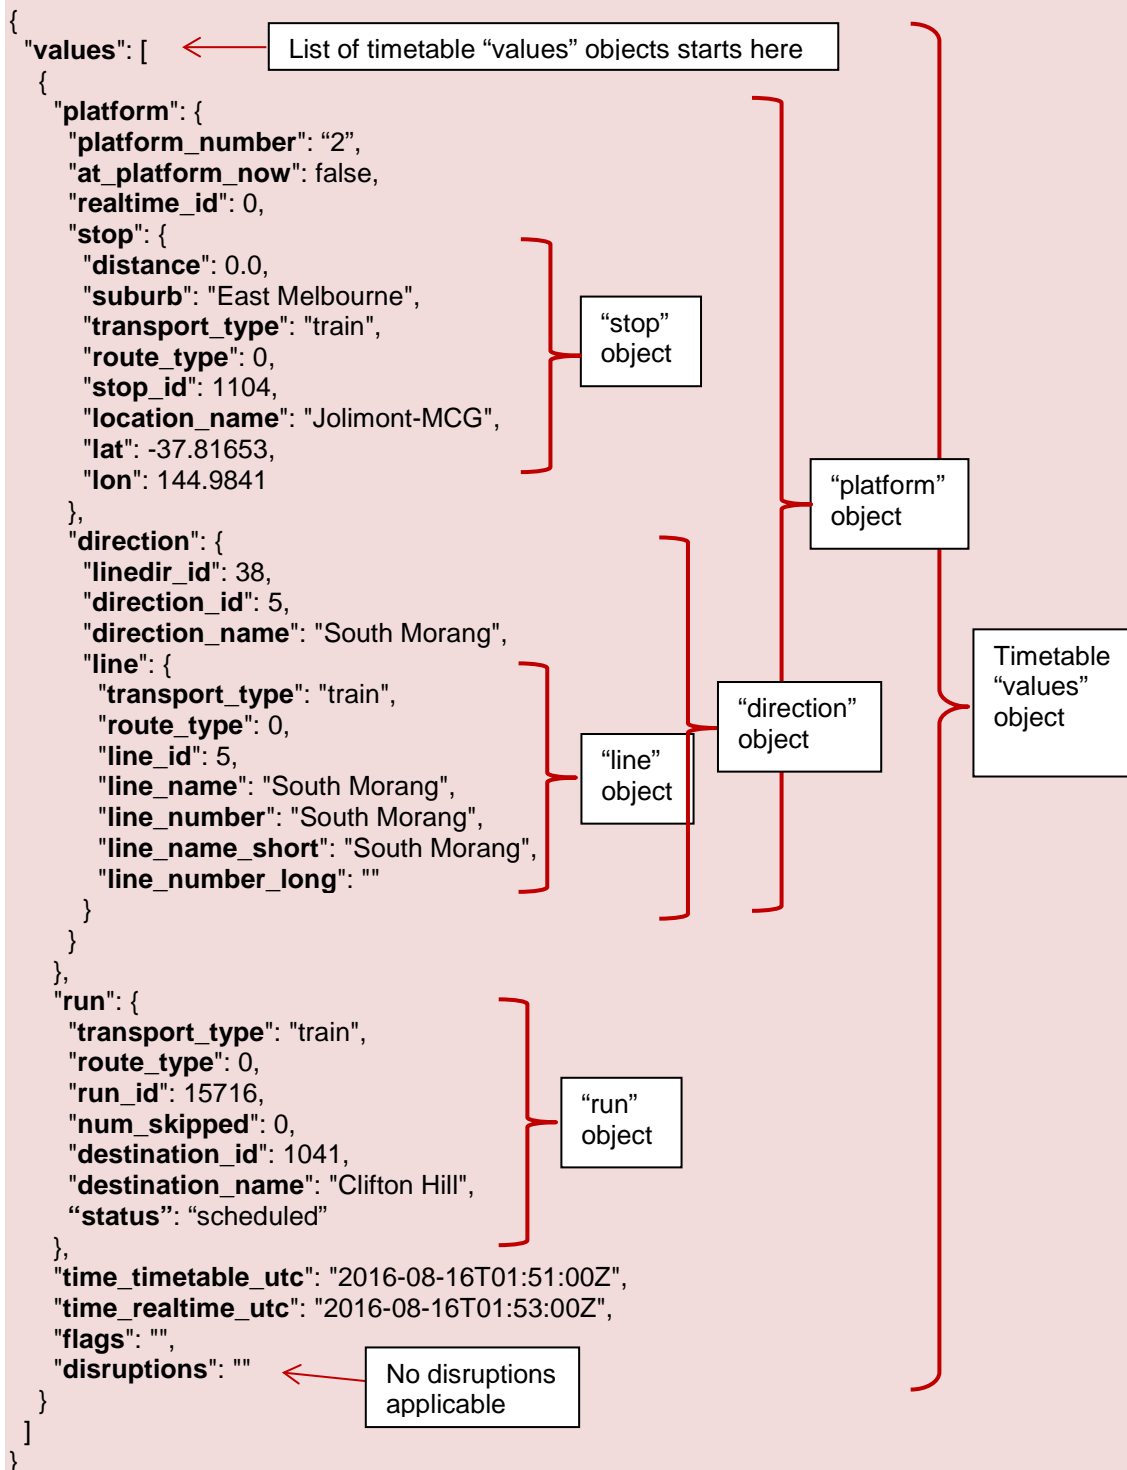 {
"values": [
List of timetable “values” objects starts here
{
"platform": {
"platform_number": “2”,
"at_platform_now": false,
"realtime_id": 0,
"stop": {
"distance": 0.0,
"suburb": "East Melbourne",
"transport_type": "train",
"route_type": 0,
"stop_id": 1104,
"location_name": "Jolimont-MCG",
"lat": -37.81653,
"lon": 144.9841
},
“stop”
object
“platform”
object
"direction": {
"linedir_id": 38,
"direction_id": 5,
"direction_name": "South Morang",
"line": {
"transport_type": "train",
"route_type": 0,
"line_id": 5,
"line_name": "South Morang",
"line_number": "South Morang",
"line_name_short": "South Morang",
"line_number_long": ""
}
}
},
“line”
object
“direction”
object
Timetable
“values”
object
"run": {
"transport_type": "train",
"route_type": 0,
"run_id": 15716,
"num_skipped": 0,
"destination_id": 1041,
"destination_name": "Clifton Hill",
“status”: “scheduled”
},
“run”
object
"time_timetable_utc": "2016-08-16T01:51:00Z",
"time_realtime_utc": "2016-08-16T01:53:00Z",
"flags": "",
"disruptions": ""
No disruptions
applicable
}
]
}